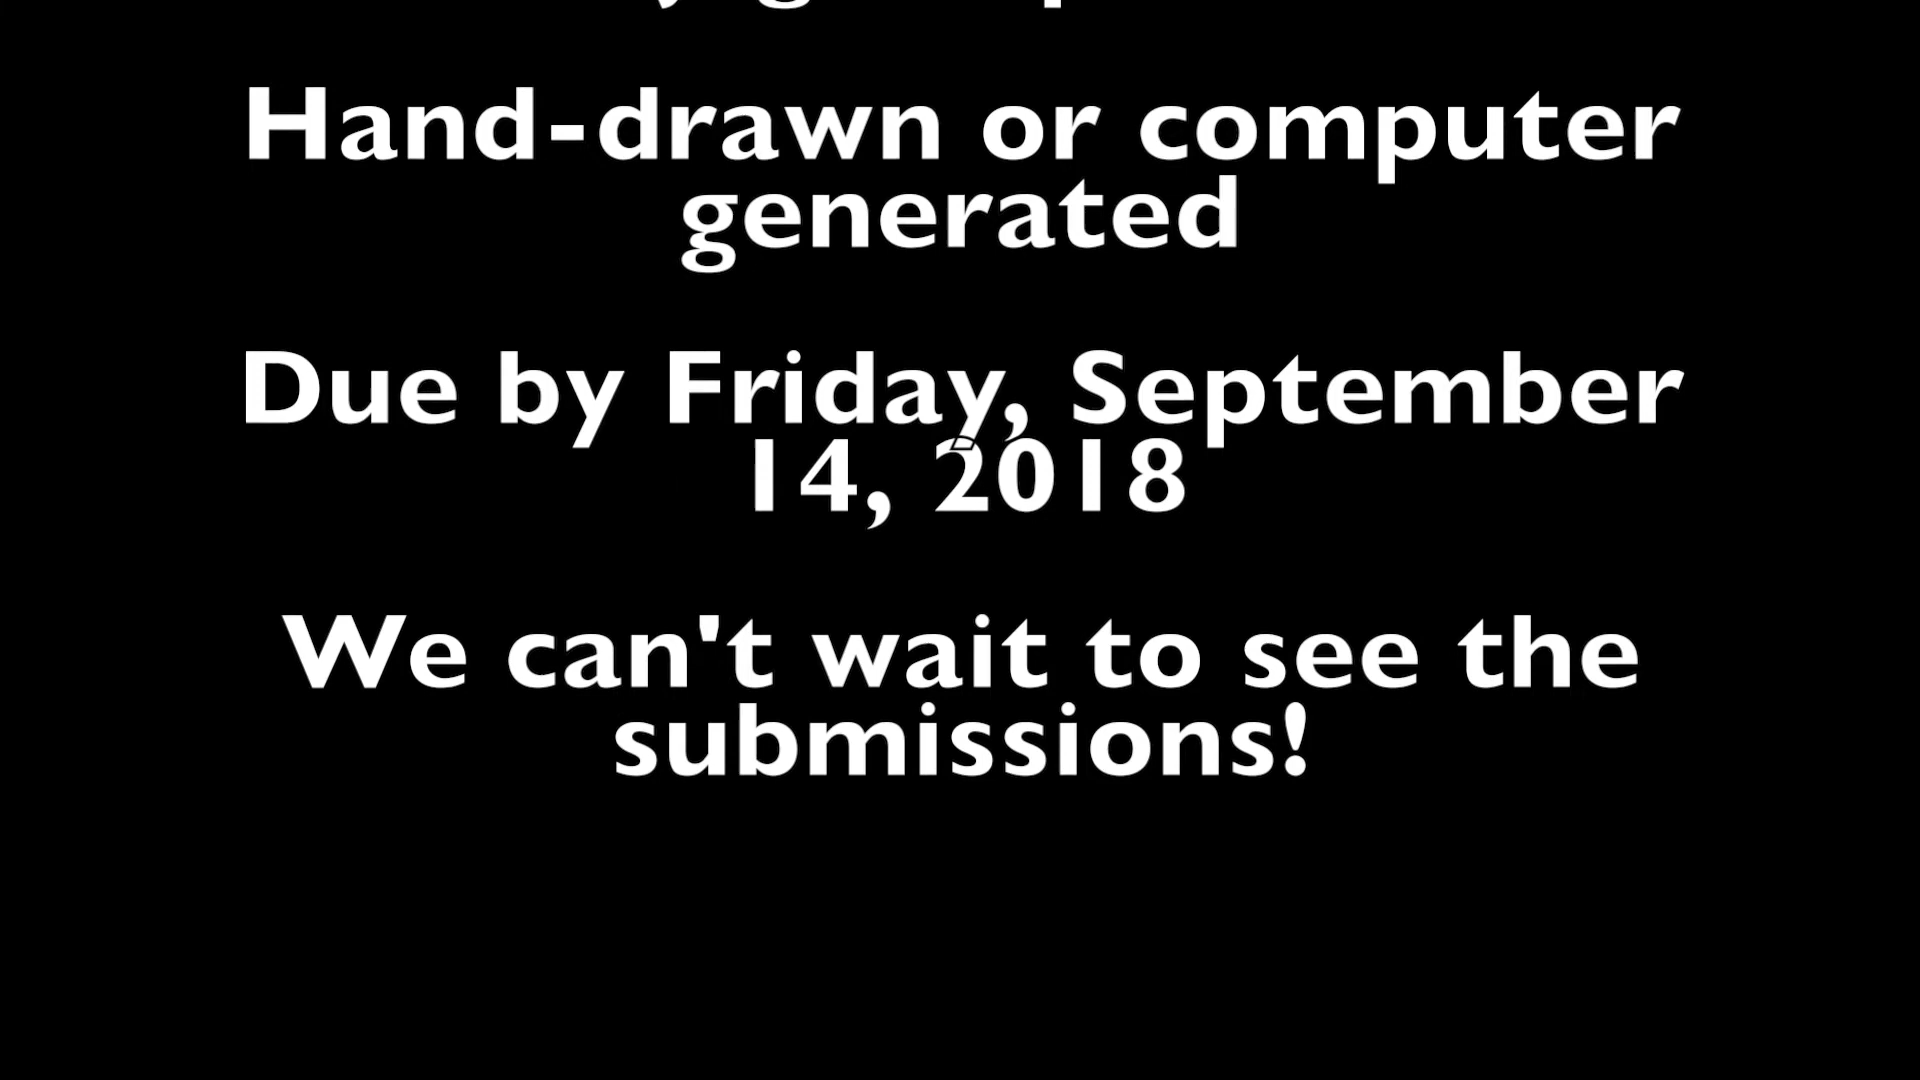 Hand-drawn or computer
generated
Due by Friday, September
14, 2018
We can't wait to see the
submissions!